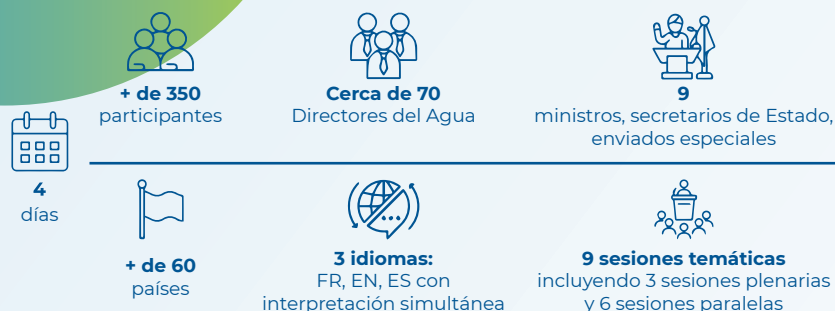 + de 350
participantes
Cerca de 70
Directores del Agua
9
ministros, secretarios de Estado,
enviados especiales
4
días
+ de 60
países
3 idiomas:
FR, EN, ES con
interpretación simultánea
9 sesiones temáticas
incluyendo 3 sesiones plenarias
y 6 sesiones paralelas